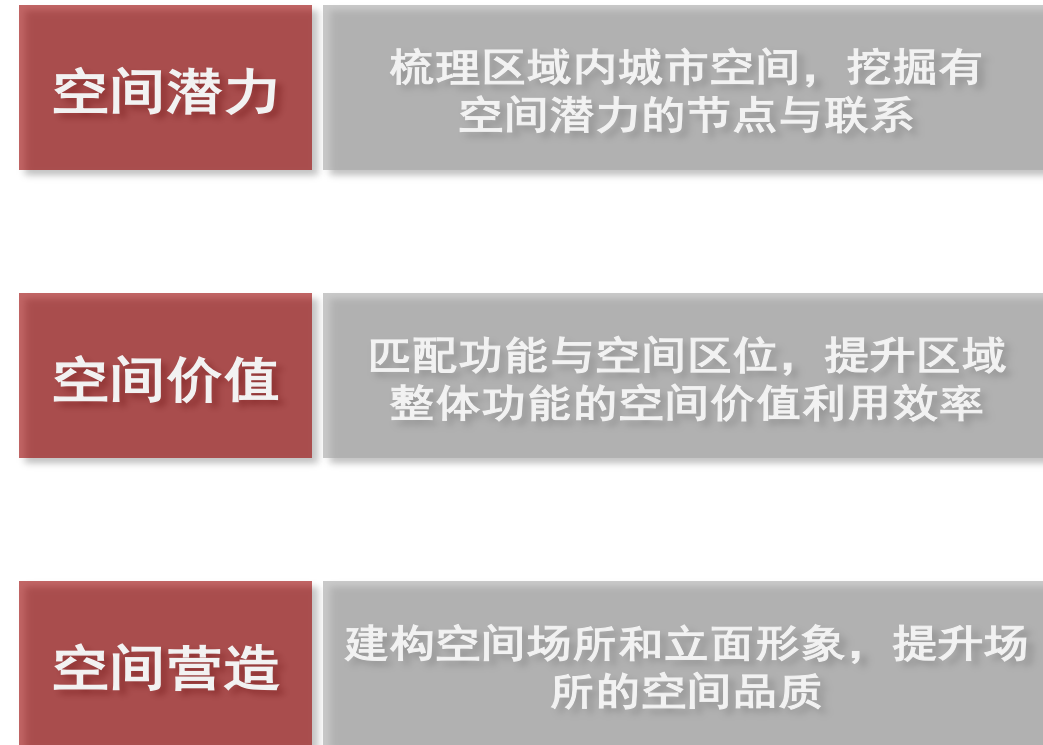 空间潜力
梳理区域内城市空间，挖掘有
空间潜力的节点与联系
空间价值
匹配功能与空间区位，提升区域
整体功能的空间价值利用效率
空间营造
建构空间场所和立面形象，提升场
所的空间品质